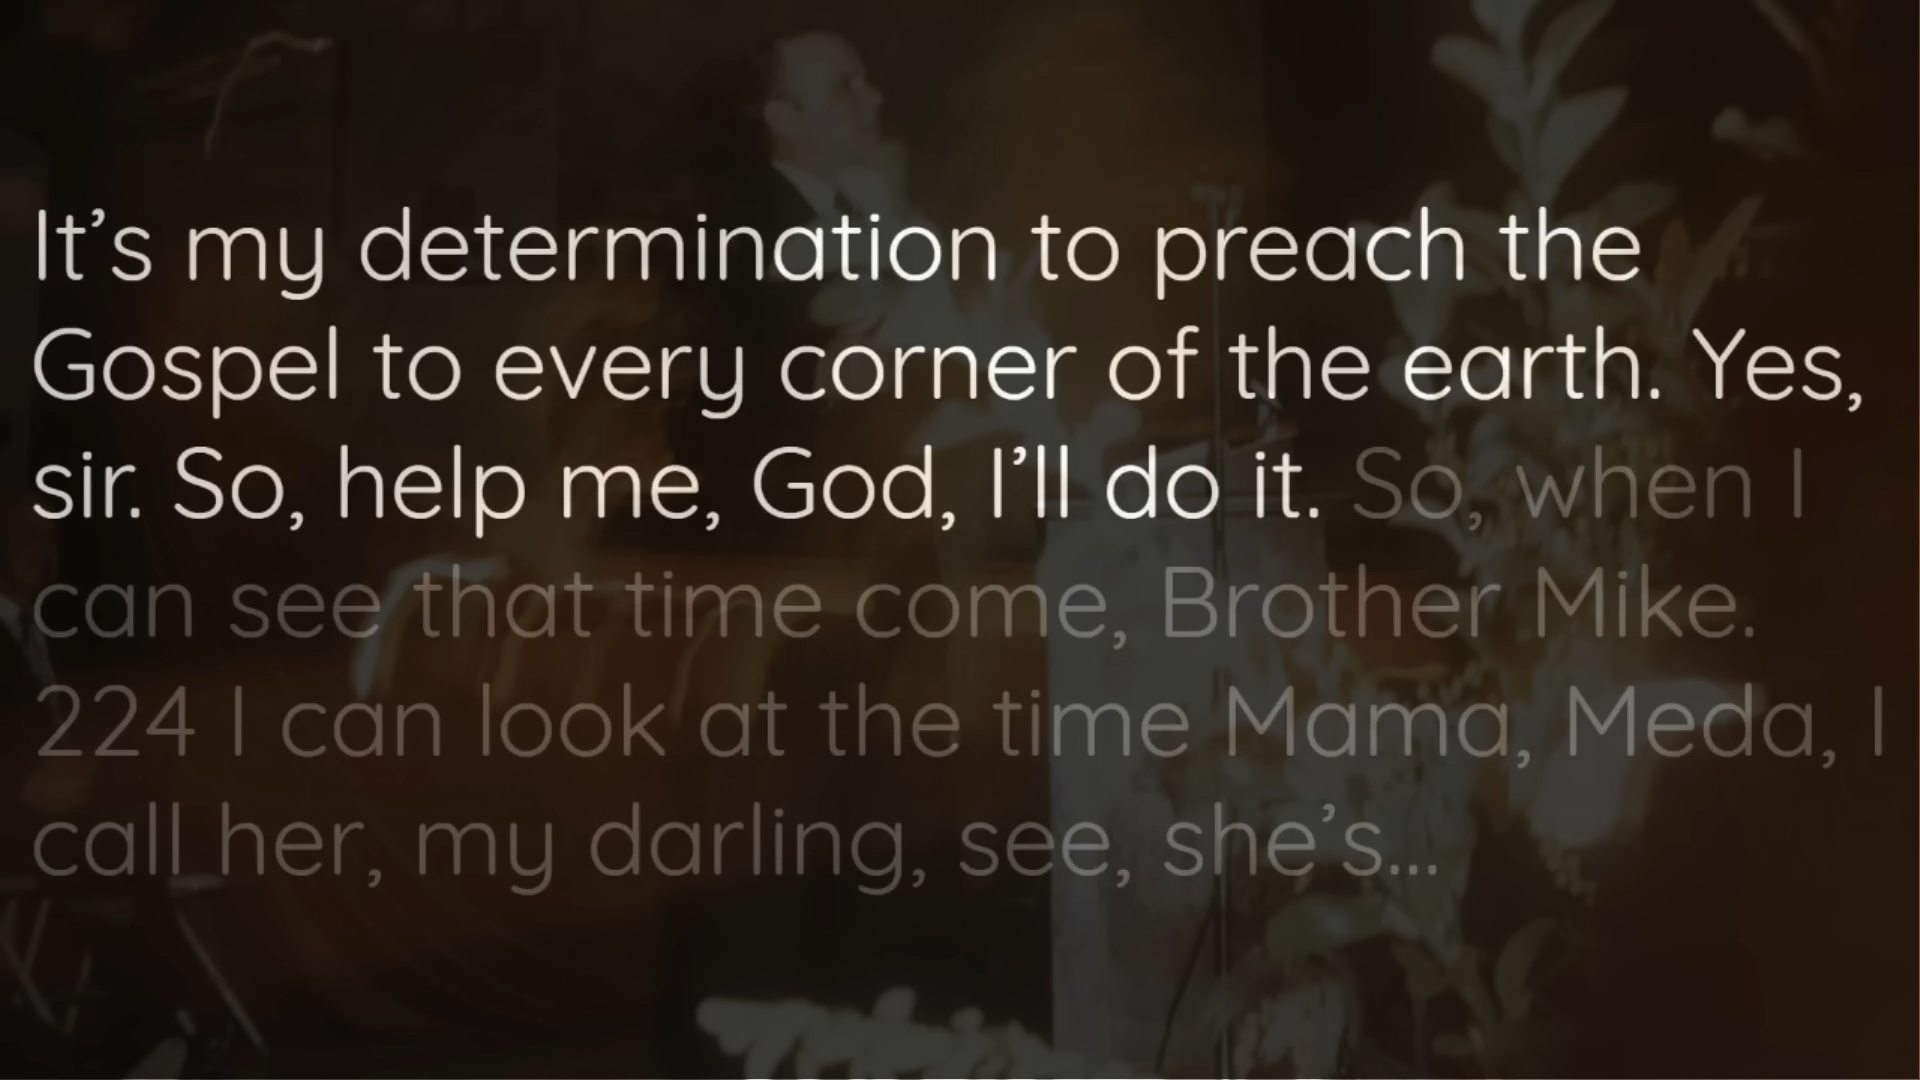 It’s my determination to preach the
Gospel to every corner of the earth. Yes,
sir. So, help me, God, I’ll do it. So, when I
can see that time come, Brother Mike.
224 I can look at the time Mama, Meda, I
call her, my darling, see, she’s...